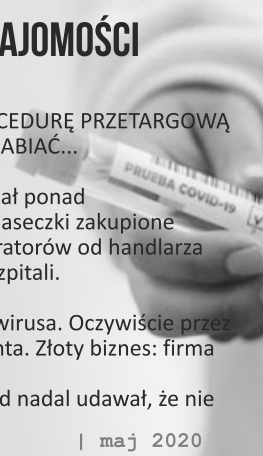 AJOMOŚCI
CEDURĘ PRZETARGOWĄ
ABIAĆ...
ał ponad
aseczki zakupione
ratorów od handlarza
zpitali.
PRUEBA COVID-19
wirusa. Oczywiście przez
nta. Złoty biznes: firma
d nadal udawał, że nie
| maj 2020